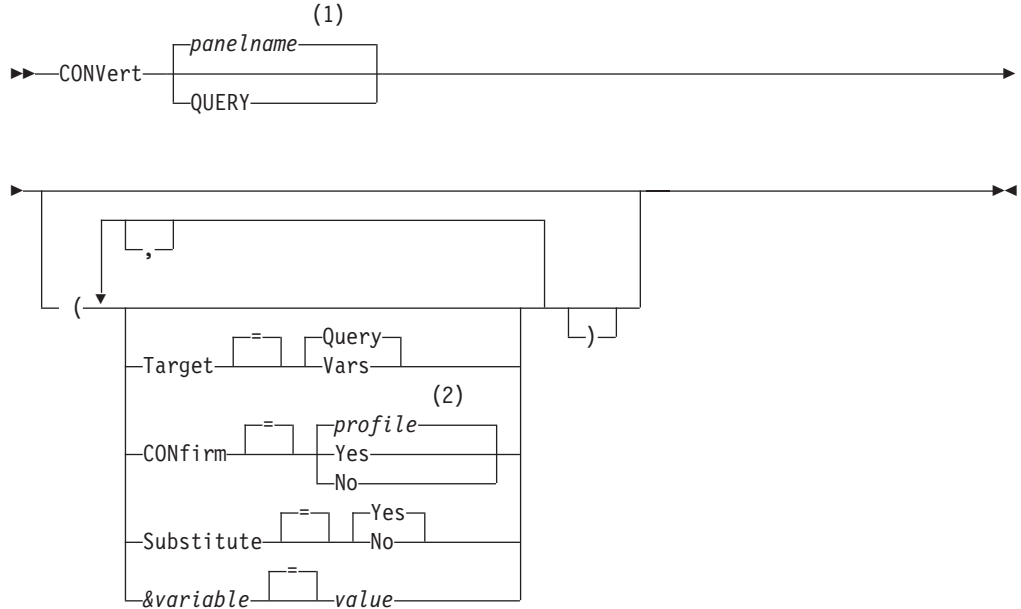 (1)
panelname
CONVert
QUERY
,
(
)
= Query
Target Vars
(2)
= profile
CONfirm Yes
No
= Yes
Substitute No
=
&variable value